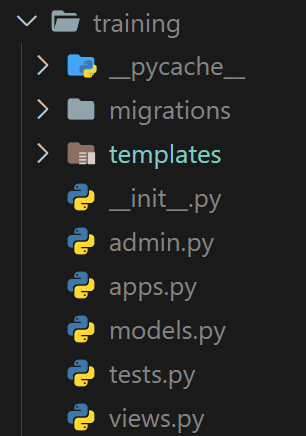 training
__pycache__
migrations
templates
__init__.py
admin.py
apps.py
models.py
tests.py
views.py